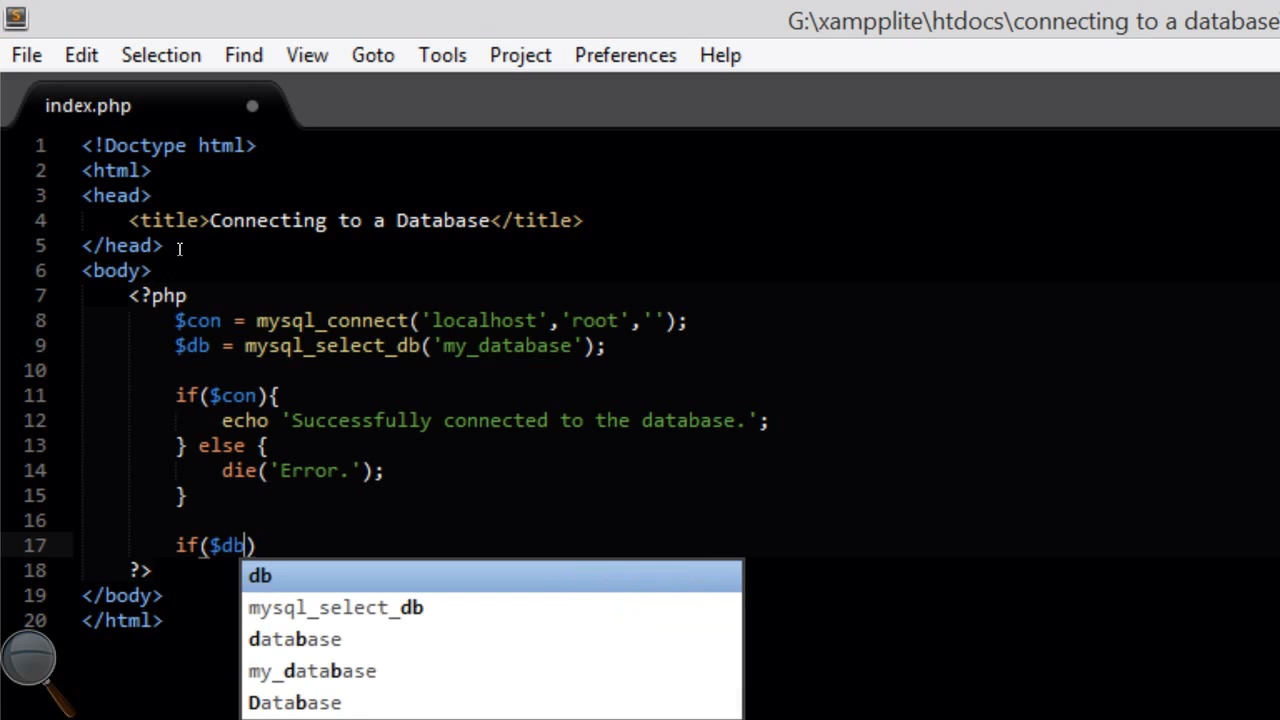 G:\xampplite\htdocs\connecting to a database\
File Edit Selection Find View Goto Tools Project Preferences Help
index.php
1 <!Doctype html>
2 <html>
3 <head>
4 <title>Connecting to a Database</title>
5 </head>
6 <body>
7 <?php
8 $con = mysql_connect('localhost','root','');
9 $db = mysql_select_db('my_database');
10
11 if($con){
12 echo 'Successfully connected to the database.';
13 } else {
14 die('Error.');
15 }
16
17 if($db)
18 ?>
19 </body>
20 </html>
db
mysql_select_db
database
my_database
Database